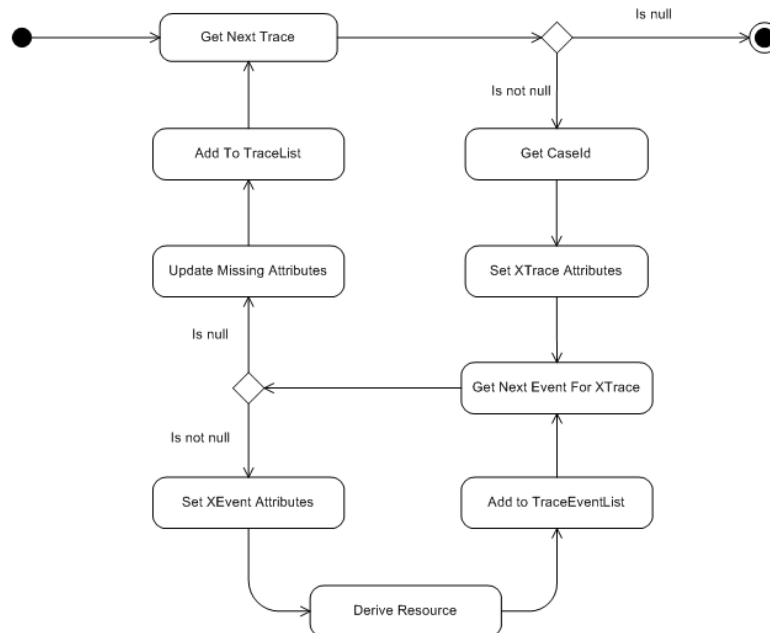 Is null
Get Next Trace
Is not null
Add To TraceList
Get CaseId
Update Missing Attributes
Set XTrace Attributes
Is null
Get Next Event For XTrace
Is not null
Set XEvent Attributes
Add to TraceEventList
Derive Resource